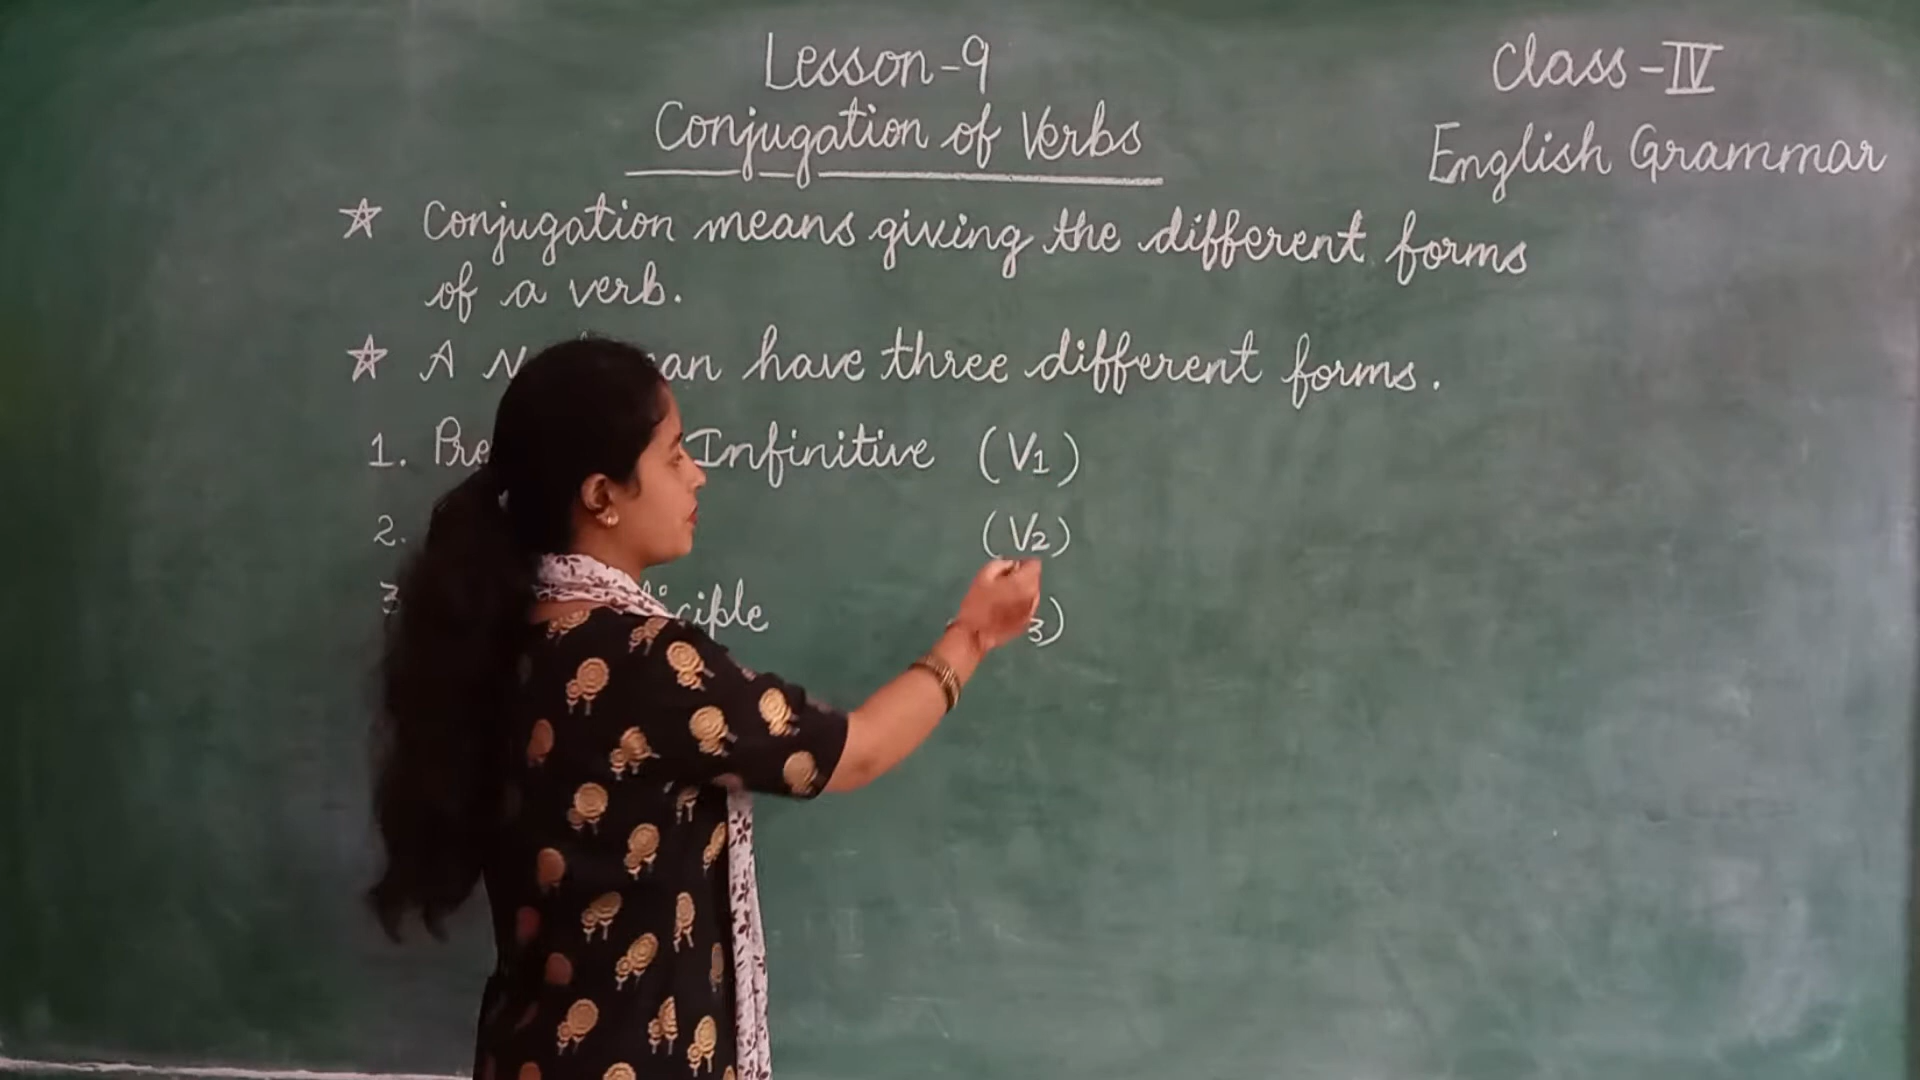 Lesson-9
Conjugation of Verbs
Class-IV
English Grammar
☆ Conjugation means giving the different forms
of a verb.
☆ A have three different forms.
1. Infinitive (V1)
2. (V2)
3